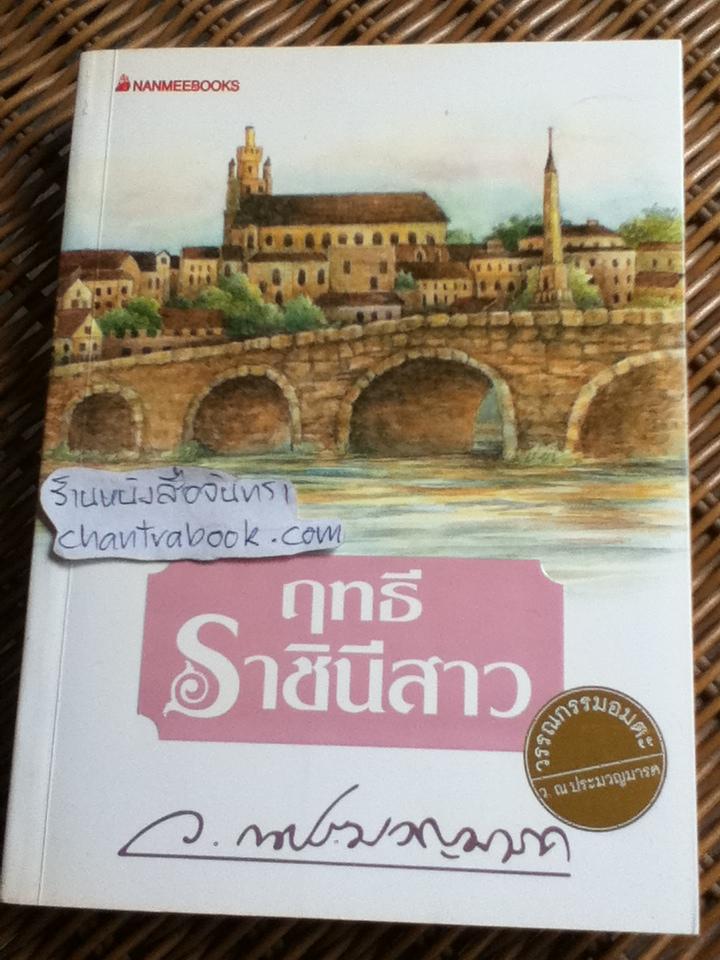 NANMEEBOOKS
ร้านหนังสือจันทรา
chantrabook.com
ฤทธี
ราชินีสาว
วรรณกรรมอมตะ
ว. ณ ประมวญมารค
ว. ณ ประมวญมารค